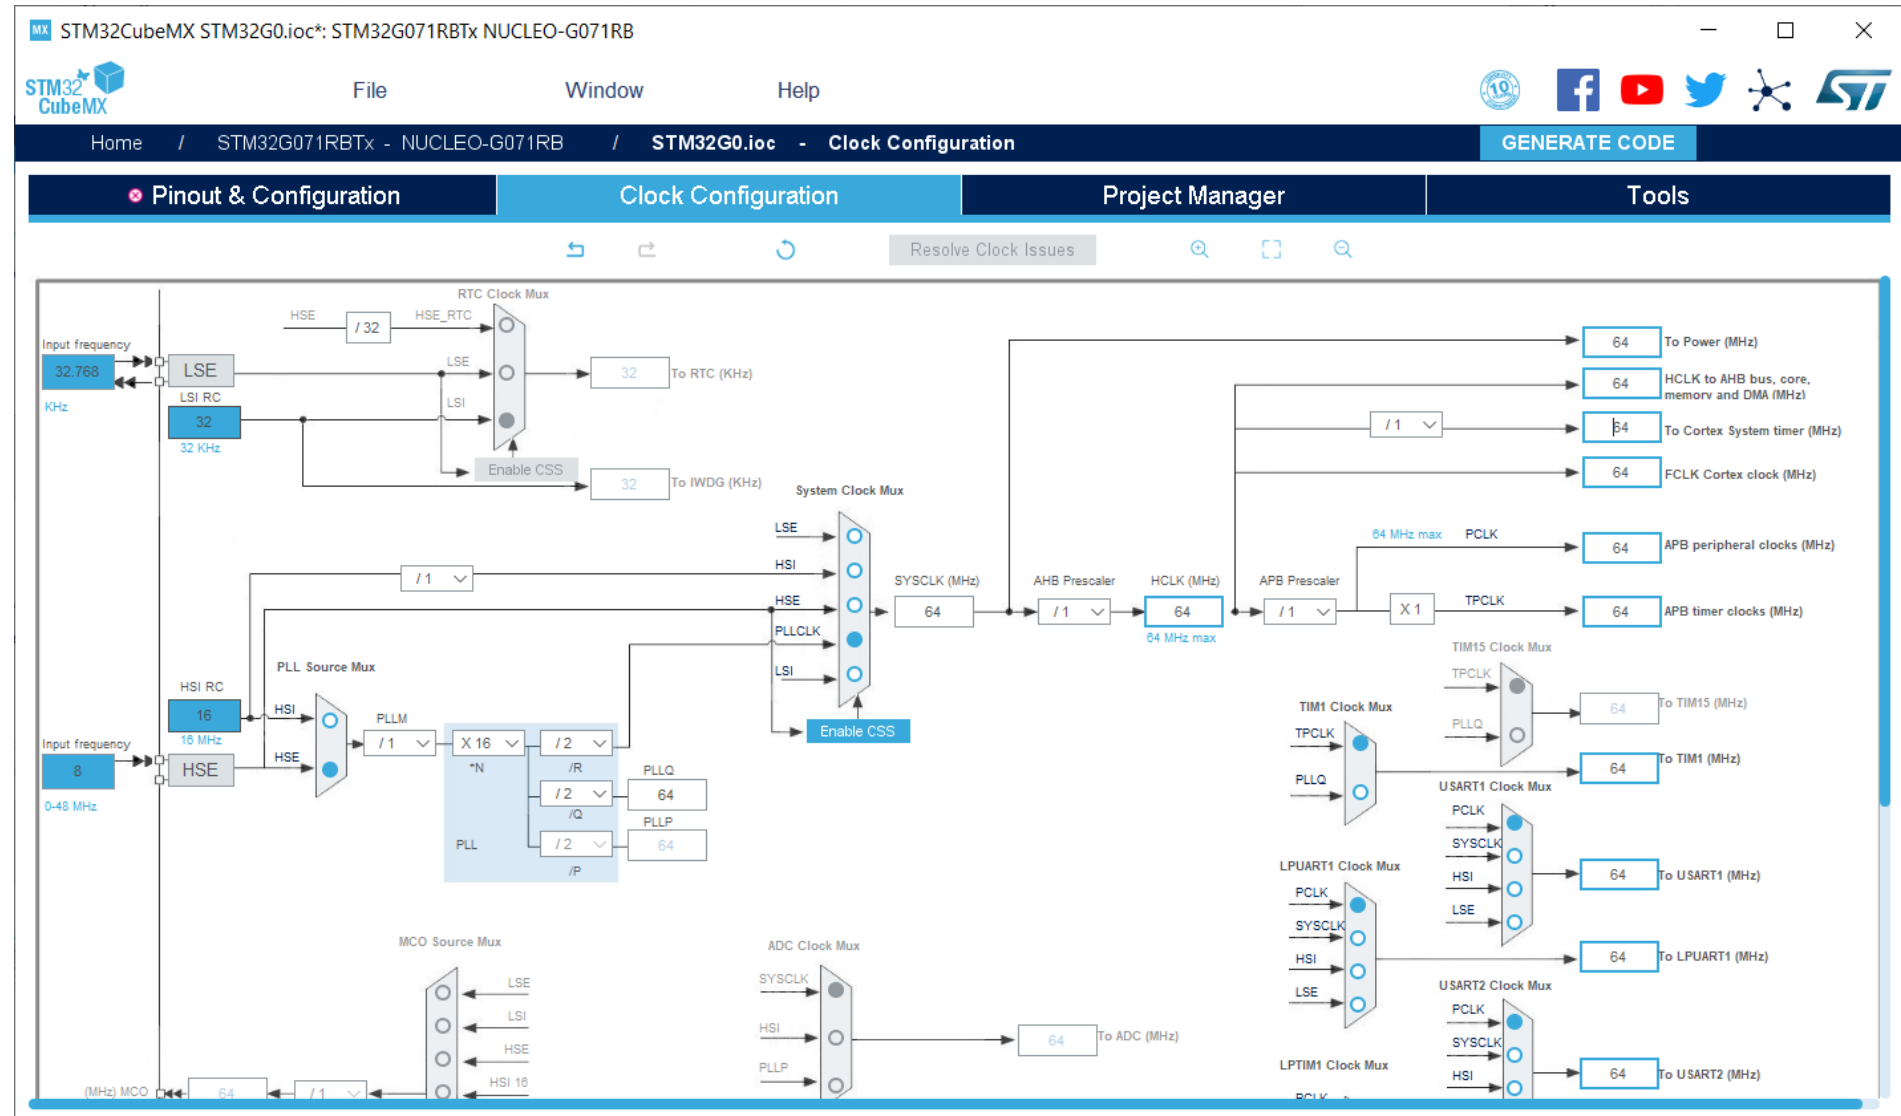 MX STM32CubeMX STM32G0.ioc*: STM32G071RBTx NUCLEO-G071RB
STM32
CubeMX
File Window Help
10
Home / STM32G071RBTx - NUCLEO-G071RB / STM32G0.ioc - Clock Configuration GENERATE CODE
Pinout & Configuration Clock Configuration Project Manager Tools
Resolve Clock Issues
RTC Clock Mux
HSE / 32 HSE_RTC
Input frequency
32.768
KHz
LSE
LSE
32 To RTC (KHz)
LSI RC
32
32 KHz
LSI
Enable CSS
32 To IWDG (KHz)
64 To Power (MHz)
64 HCLK to AHB bus, core,
memory and DMA (MHz)
/ 1 64 To Cortex System timer (MHz)
64 FCLK Cortex clock (MHz)
System Clock Mux
LSE
HSI
/ 1
HSE
PLLCLK
LSI
Enable CSS
SYSCLK (MHz)
64
AHB Prescaler
/ 1
HCLK (MHz)
64
64 MHz max
APB Prescaler
/ 1
64 MHz max PCLK
64 APB peripheral clocks (MHz)
X 1 TPCLK
64 APB timer clocks (MHz)
PLL Source Mux
HSI RC
16
16 MHz
HSI
Input frequency
8
0-48 MHz
HSE
HSE
PLLM
/ 1
X 16
*N
/ 2
/R
/ 2
/Q
/ 2
/P
PLL
PLLQ
64
PLLP
64
TIM15 Clock Mux
TPCLK
PLLQ
64 To TIM15 (MHz)
TIM1 Clock Mux
TPCLK
PLLQ
64 To TIM1 (MHz)
USART1 Clock Mux
PCLK
SYSCLK
HSI
LSE
64 To USART1 (MHz)
LPUART1 Clock Mux
PCLK
SYSCLK
HSI
LSE
64 To LPUART1 (MHz)
USART2 Clock Mux
PCLK
SYSCLK
HSI
64 To USART2 (MHz)
LPTIM1 Clock Mux
PCLK
MCO Source Mux
LSE
LSI
HSE
HSI 16
(MHz) MCO 64 / 1
ADC Clock Mux
SYSCLK
HSI
PLLP
64 To ADC (MHz)